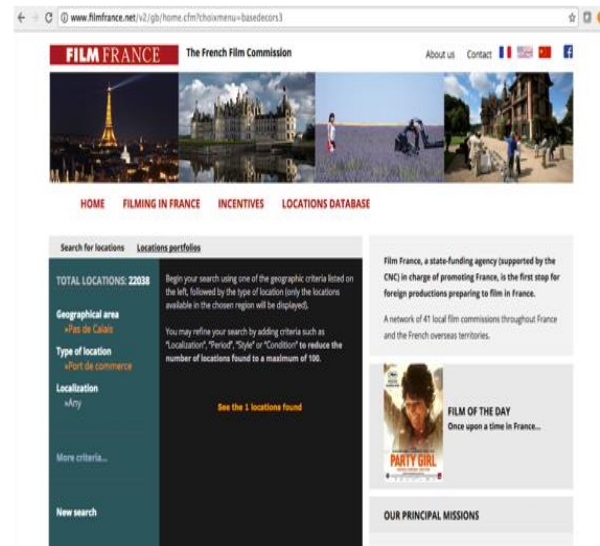 www.filmfrance.net/v2/gb/home.cfm?choixmenu=basedecors3
FILM FRANCE
The French Film Commission
About us Contact
HOME FILMING IN FRANCE INCENTIVES LOCATIONS DATABASE
Search for locations Locations portfolios
TOTAL LOCATIONS: 22038
Geographical area
»Pas de Calais
Type of location
»Port de commerce
Localization
»Any
More criteria...
New search
Begin your search using one of the geographic criteria listed on
the left, followed by the type of location (only the locations
available in the chosen region will be displayed).
You may refine your search by adding criteria such as
"Localization", "Period", "Style" or "Condition" to reduce the
number of locations found to a maximum of 100.
See the 1 locations found
Film France, a state-funding agency (supported by the
CNC) in charge of promoting France, is the first stop for
foreign productions preparing to film in France.
A network of 41 local film commissions throughout France
and the French overseas territories.
PARTY GIRL
FILM OF THE DAY
Once upon a time in France...
OUR PRINCIPAL MISSIONS